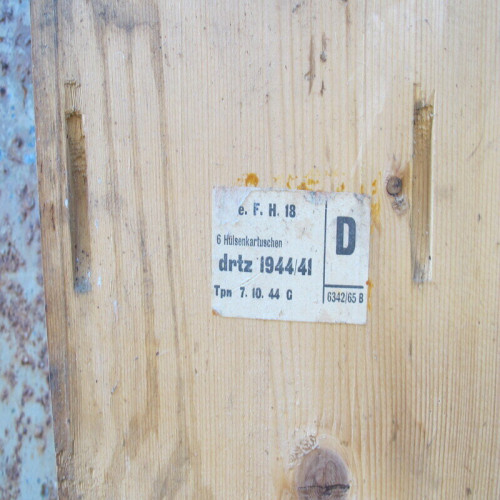 e. F. H. 18
6 Hülsenkartuschen
drtz 1944/41
Tpn 7. 10. 44 G
D
6342/65 B